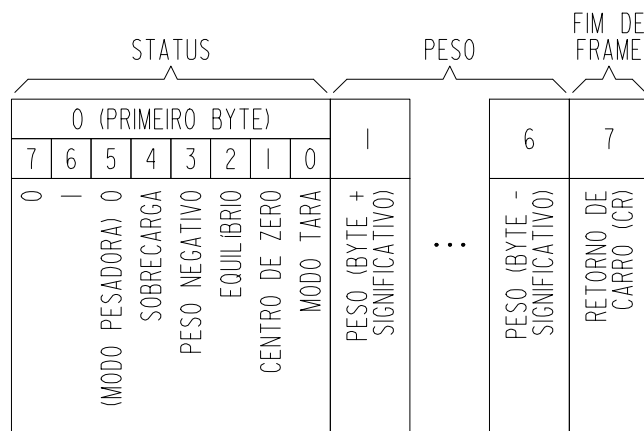 STATUS
PESO
FIM DE
FRAME
0 (PRIMEIRO BYTE)
1
6
7
7 6 5 4 3 2 1 0
0
1
(MODO PESADORA) 0
SOBRECARGA
PESO NEGATIVO
EQUILÍBRIO
CENTRO DE ZERO
MODO TARA
PESO (BYTE +
SIGNIFICATIVO)
...
PESO (BYTE -
SIGNIFICATIVO)
RETORNO DE
CARRO (CR)